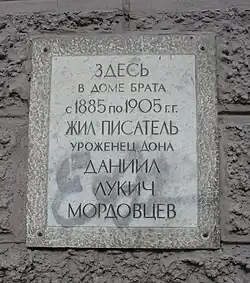 ЗДЕСЬ
В ДОМЕ БРАТА
с 1885 по 1905 г.г.
ЖИЛ ПИСАТЕЛЬ
УРОЖЕНЕЦ ДОНА
ДАНИИЛ
ЛУКИЧ
МОРДОВЦЕВ